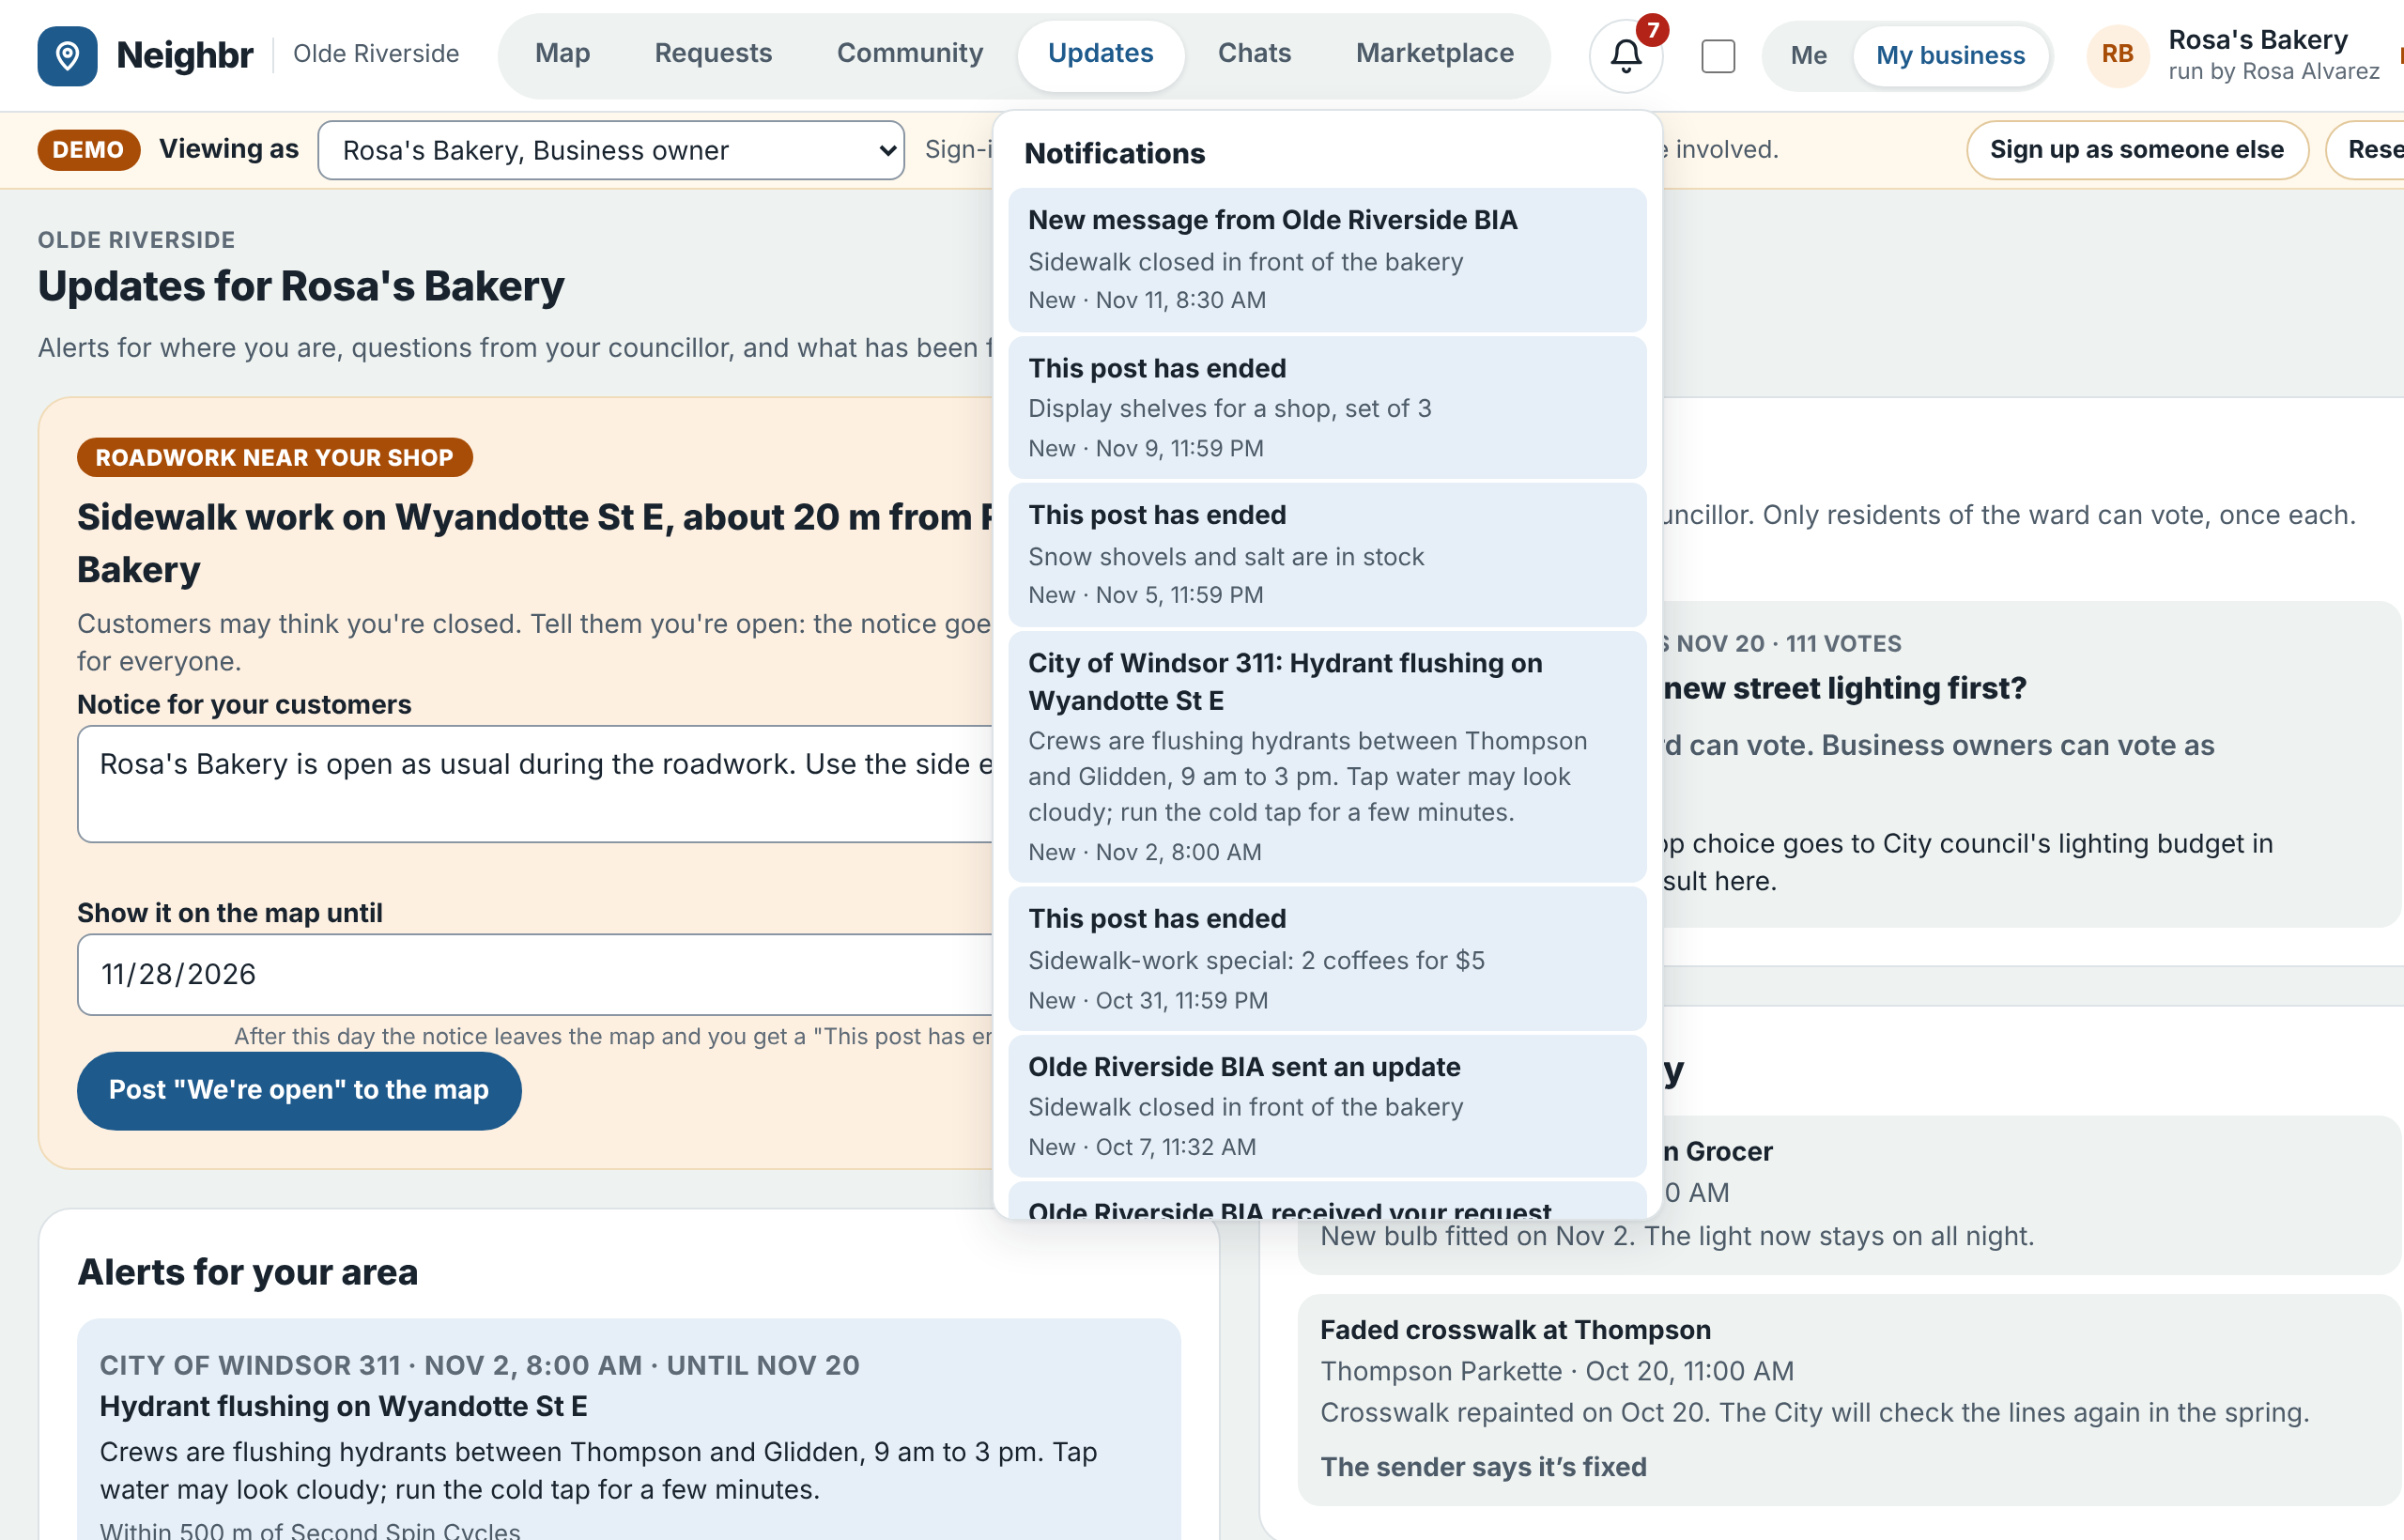 Neighbr
Olde Riverside
Map
Requests
Community
Updates
Chats
Marketplace
7
Me
My business
RB
Rosa's Bakery
run by Rosa Alvarez
DEMO
Viewing as
Rosa's Bakery, Business owner
Sign-i
involved.
Sign up as someone else
Rese
OLDE RIVERSIDE
Updates for Rosa's Bakery
Alerts for where you are, questions from your councillor, and what has been f
ROADWORK NEAR YOUR SHOP
Sidewalk work on Wyandotte St E, about 20 m from
Bakery
Customers may think you're closed. Tell them you're open: the notice goe
for everyone.
Notice for your customers
Rosa's Bakery is open as usual during the roadwork. Use the side e
Show it on the map until
11/28/2026
After this day the notice leaves the map and you get a "This post has en
Post "We're open" to the map
Alerts for your area
CITY OF WINDSOR 311 · NOV 2, 8:00 AM · UNTIL NOV 20
Hydrant flushing on Wyandotte St E
Crews are flushing hydrants between Thompson and Glidden, 9 am to 3 pm. Tap
water may look cloudy; run the cold tap for a few minutes.
Within 500 m of Second Spin Cycles
Notifications
New message from Olde Riverside BIA
Sidewalk closed in front of the bakery
New · Nov 11, 8:30 AM
This post has ended
Display shelves for a shop, set of 3
New · Nov 9, 11:59 PM
This post has ended
Snow shovels and salt are in stock
New · Nov 5, 11:59 PM
City of Windsor 311: Hydrant flushing on
Wyandotte St E
Crews are flushing hydrants between Thompson
and Glidden, 9 am to 3 pm. Tap water may look
cloudy; run the cold tap for a few minutes.
New · Nov 2, 8:00 AM
This post has ended
Sidewalk-work special: 2 coffees for $5
New · Oct 31, 11:59 PM
Olde Riverside BIA sent an update
Sidewalk closed in front of the bakery
New · Oct 7, 11:32 AM
Olde Riverside BIA received your request
uncillor. Only residents of the ward can vote, once each.
NOV 20 · 111 VOTES
new street lighting first?
can vote. Business owners can vote as
op choice goes to City council's lighting budget in
sult here.
y
n Grocer
0 AM
New bulb fitted on Nov 2. The light now stays on all night.
Faded crosswalk at Thompson
Thompson Parkette · Oct 20, 11:00 AM
Crosswalk repainted on Oct 20. The City will check the lines again in the spring.
The sender says it’s fixed